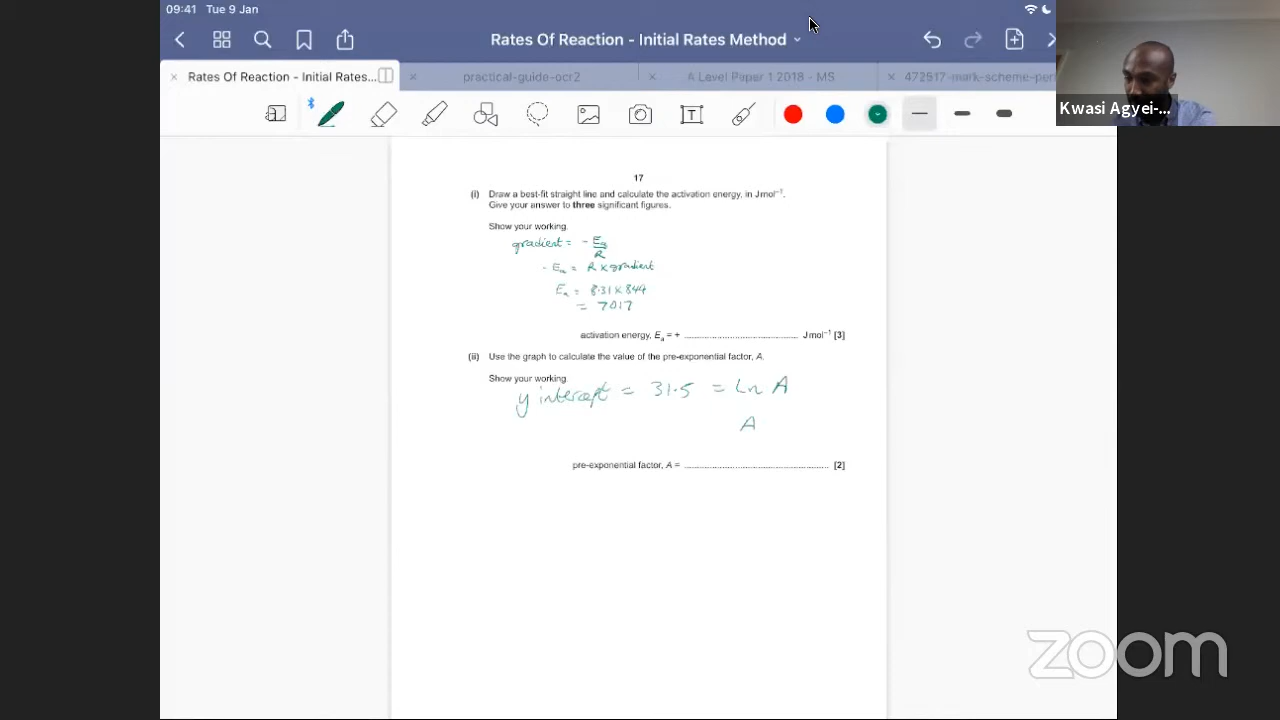 09:41 Tue 9 Jan
Rates Of Reaction - Initial Rates Method
Rates Of Reaction - Initial Rates...
practical-guide-ocr2
A Level Paper 1 2018 - MS
472917-mark-scheme-per
Kwasi Agyei-...
17
(i) Draw a best-fit straight line and calculate the activation energy, in J mol⁻¹.
Give your answer to three significant figures.
Show your working.
gradient = - Ea/R
- Ea = R x gradient
Ea = 8.31 x 844
= 7017
activation energy, Ea = + ........................................ J mol⁻¹ [3]
(ii) Use the graph to calculate the value of the pre-exponential factor, A.
Show your working.
y intercept = 31.5 = Ln A
A
pre-exponential factor, A = ........................................ [2]
zoom